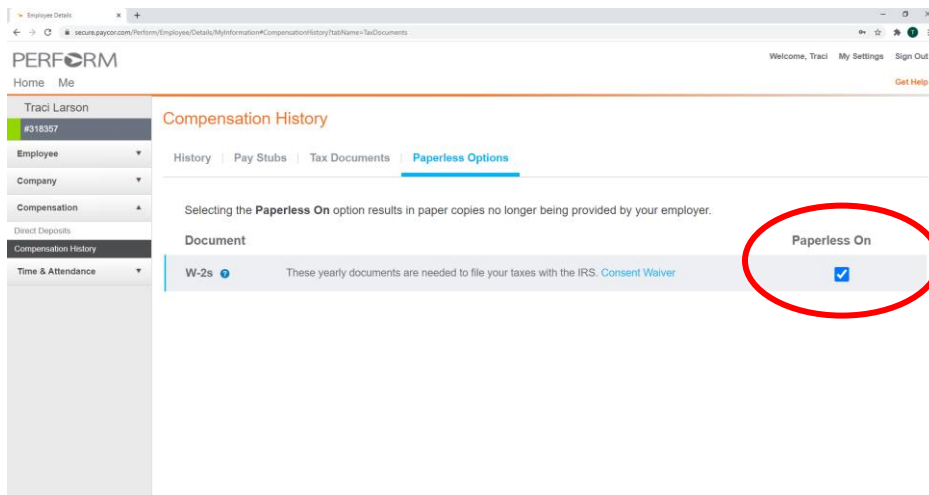 Employee Details
secure.paycor.com/Perform/Employee/Details/MyInformation#CompensationHistory?tabName=TaxDocuments
PERFORM
Welcome, Traci My Settings Sign Out
Home Me
Get Help
Traci Larson
#318357
Compensation History
Employee
History | Pay Stubs | Tax Documents | Paperless Options
Company
Compensation
Selecting the Paperless On option results in paper copies no longer being provided by your employer.
Direct Deposits
Document Paperless On
Compensation History
Time & Attendance
W-2s These yearly documents are needed to file your taxes with the IRS. Consent Waiver